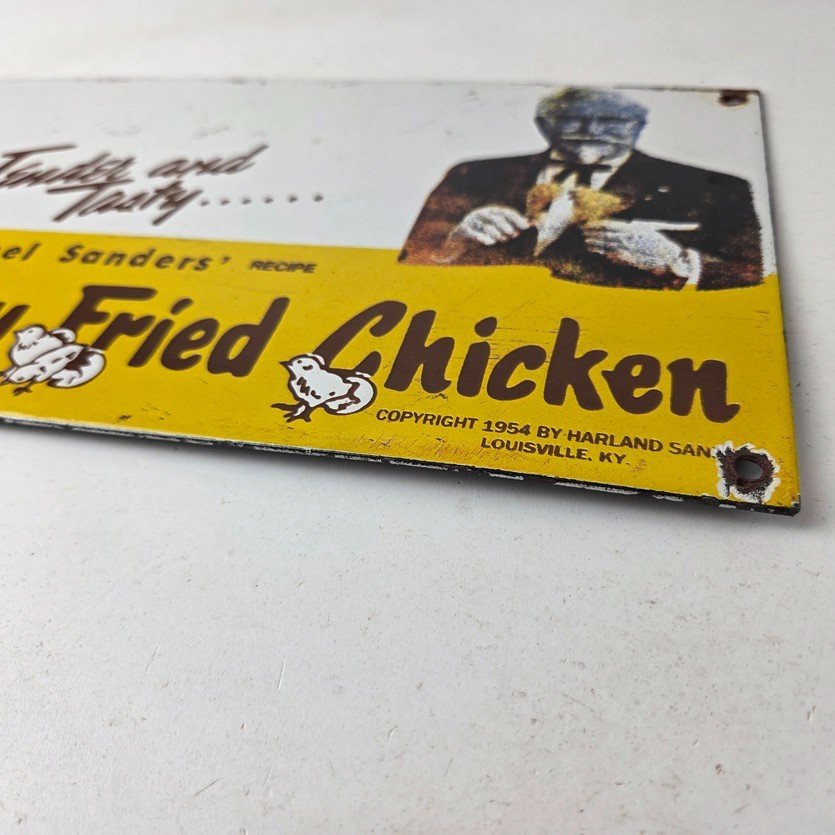 Tender and
Tasty......
el Sanders' RECIPE
y Fried Chicken
COPYRIGHT 1954 BY HARLAND SAN
LOUISVILLE, KY.